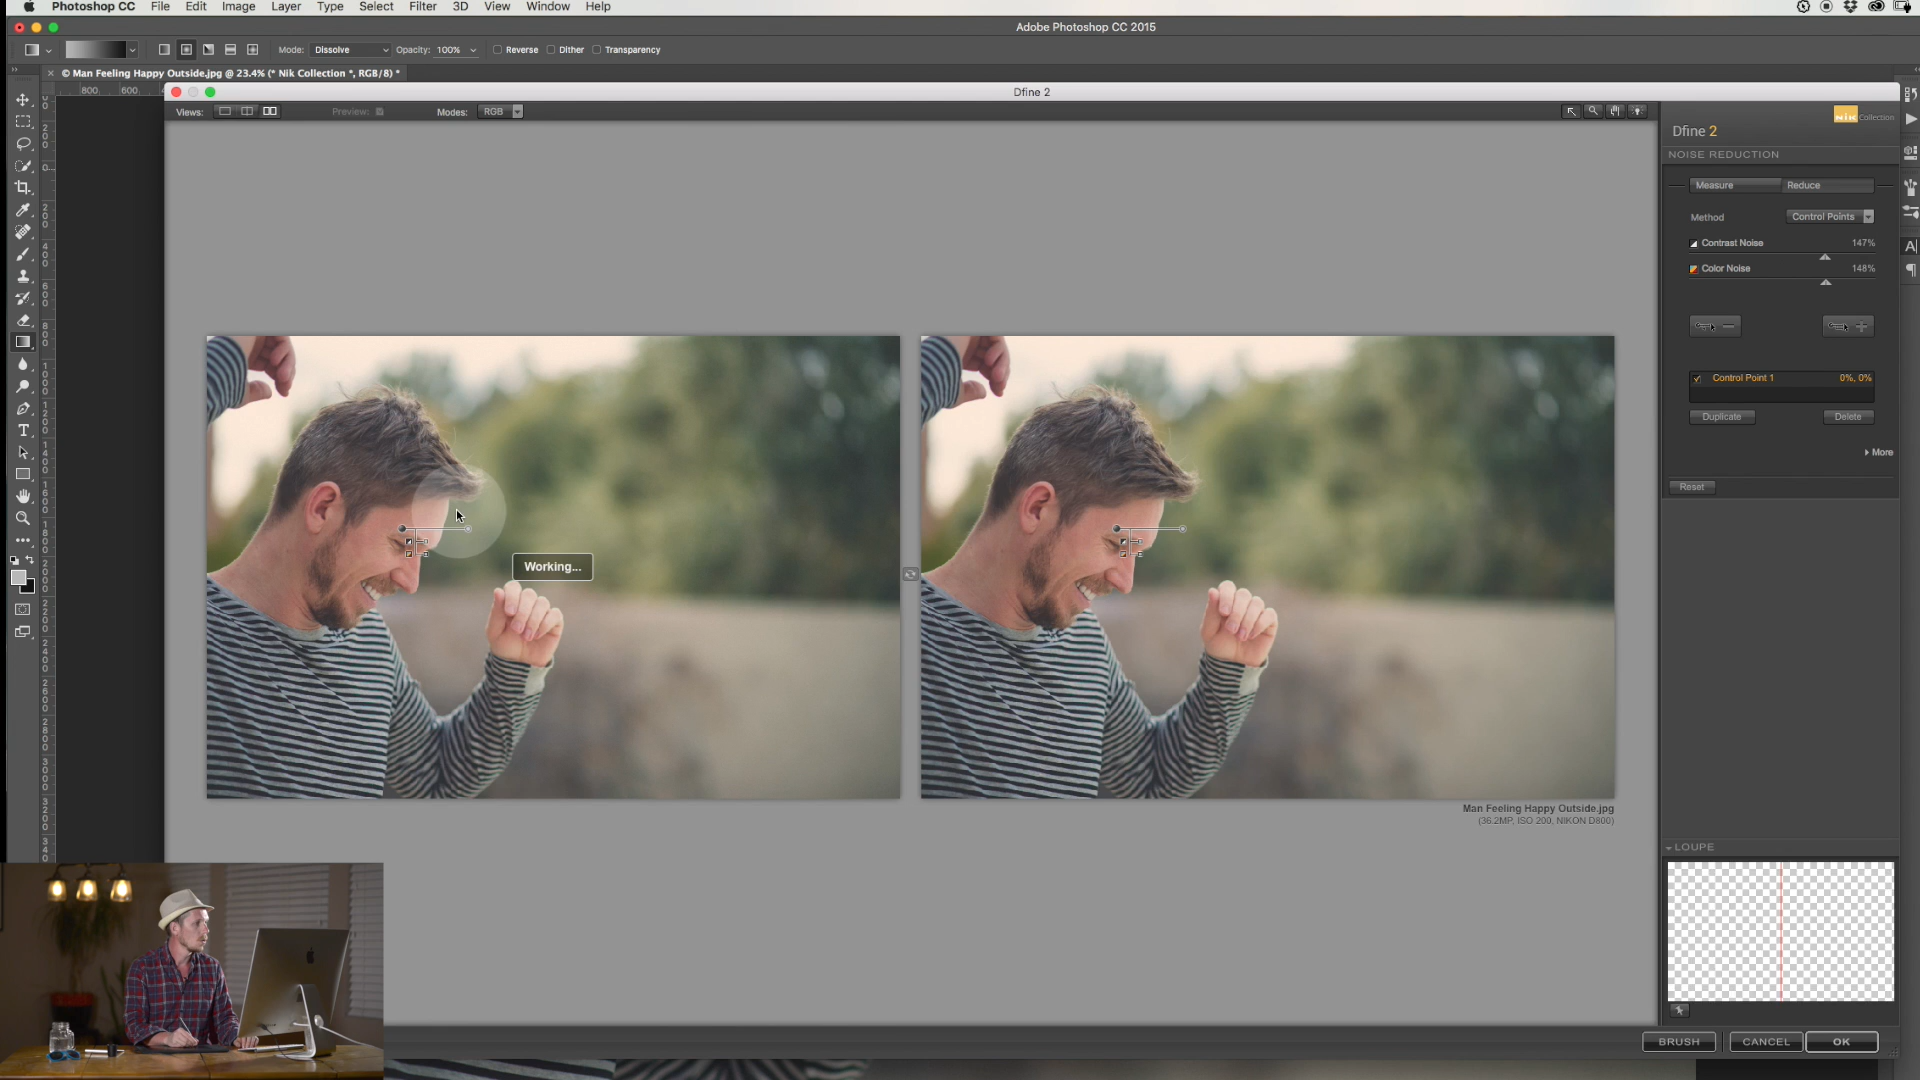 Photoshop CC File Edit Image Layer Type Select Filter 3D View Window Help
Adobe Photoshop CC 2015
Mode: Dissolve Opacity: 100% Reverse Dither Transparency
× © Man Feeling Happy Outside.jpg @ 23.4% (* Nik Collection *, RGB/8) *
800 600
Dfine 2
Views: Preview: Modes: RGB
Nik Collection
Dfine 2
NOISE REDUCTION
Measure Reduce
Method Control Points
Contrast Noise 147%
Color Noise 148%
Control Point 1 0%, 0%
Duplicate Delete
More
Reset
Working...
Man Feeling Happy Outside.jpg
(36.2MP, ISO 200, NIKON D800)
LOUPE
BRUSH CANCEL OK